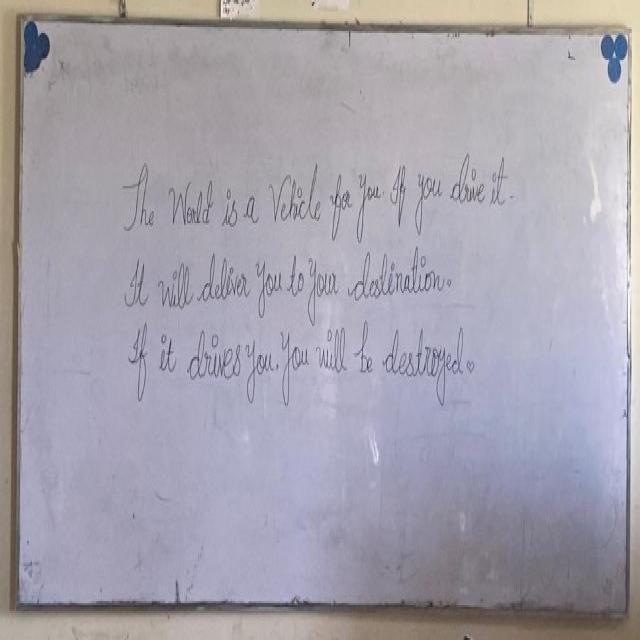 The World is a Vehicle for you. If you drive it.
It will deliver you to your destination.
If it drives you. You will be destroyed.